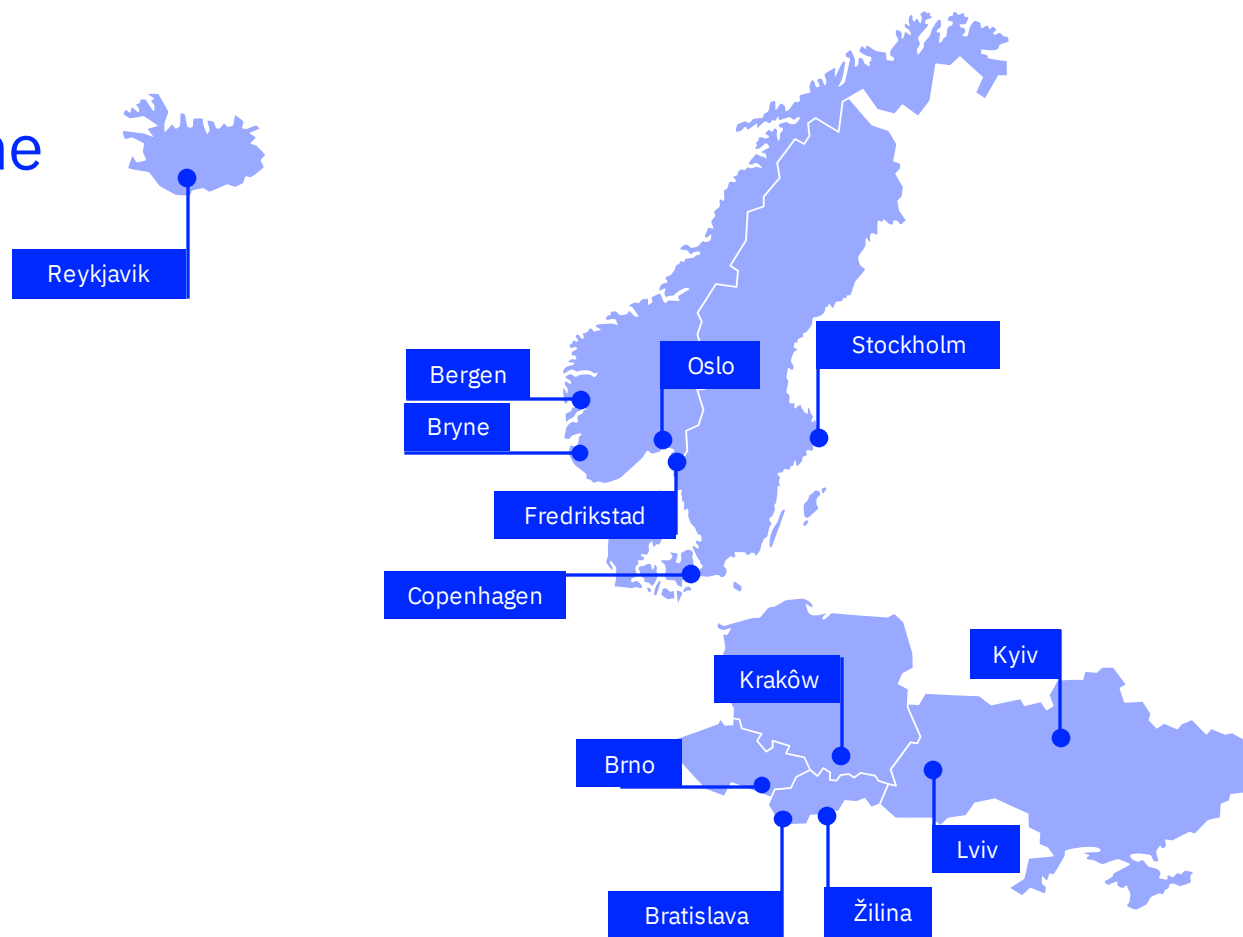 ne
Reykjavik
Stockholm
Oslo
Bergen
Bryne
Fredrikstad
Copenhagen
Kyiv
Krakôw
Brno
Lviv
Bratislava
Žilina